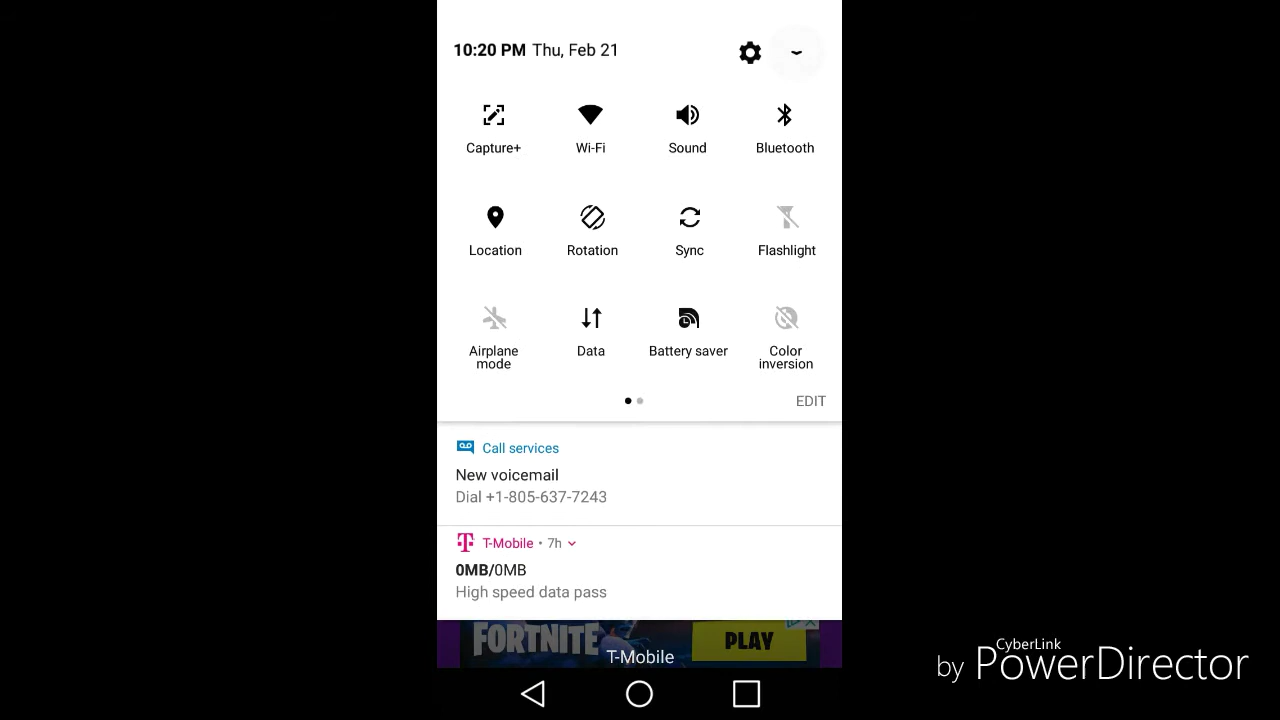 10:20 PM Thu, Feb 21
Capture+ Wi-Fi Sound Bluetooth
Location Rotation Sync Flashlight
Airplane mode Data Battery saver Color inversion
EDIT
Call services
New voicemail
Dial +1-805-637-7243
T-Mobile • 7h
0MB/0MB
High speed data pass
FORTNITE PLAY
T-Mobile
CyberLink
by PowerDirector